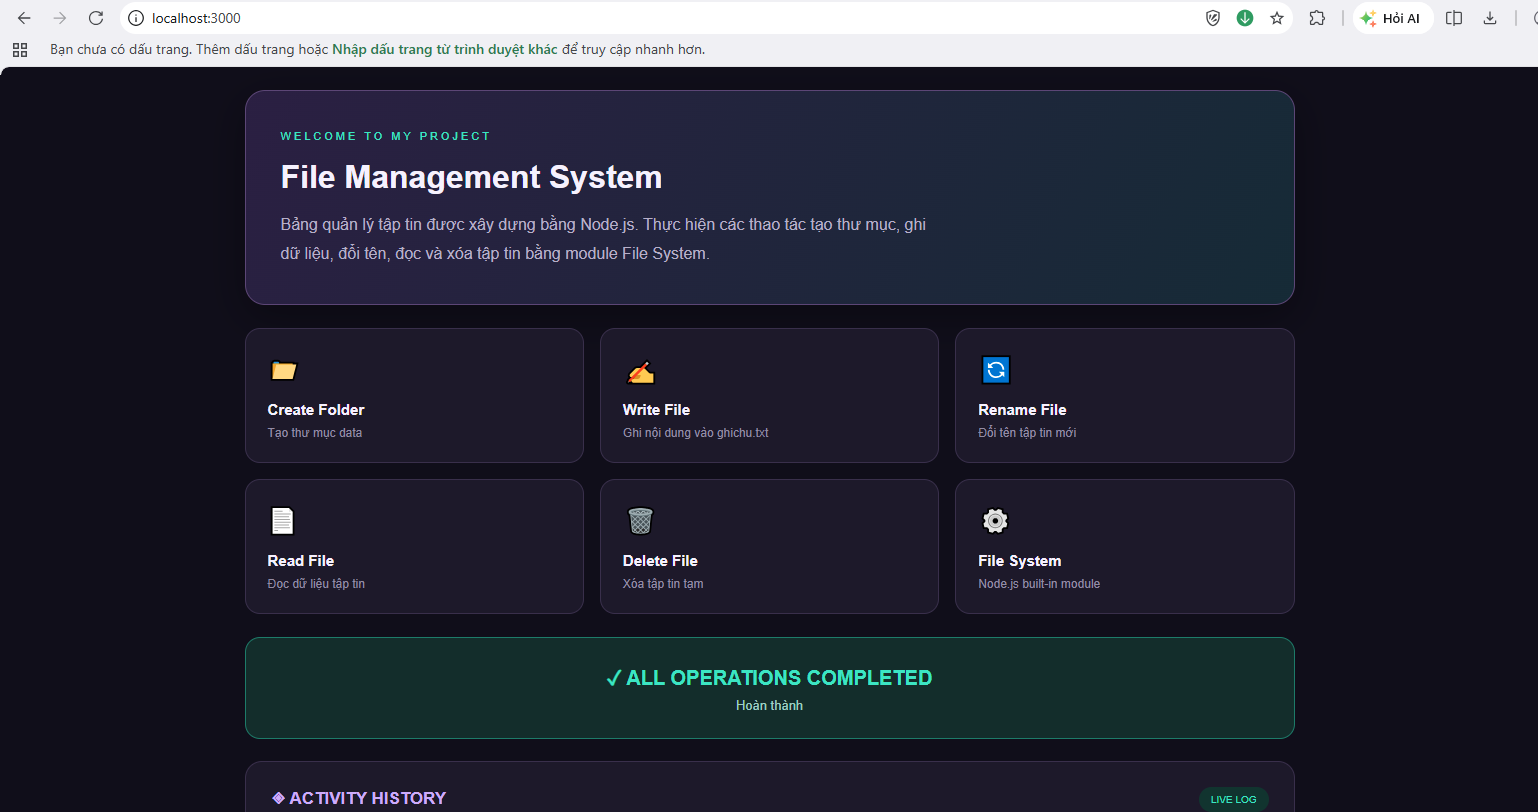 localhost:3000
Hỏi AI
Bạn chưa có dấu trang. Thêm dấu trang hoặc Nhập dấu trang từ trình duyệt khác để truy cập nhanh hơn.
WELCOME TO MY PROJECT
File Management System
Bảng quản lý tập tin được xây dựng bằng Node.js. Thực hiện các thao tác tạo thư mục, ghi
dữ liệu, đổi tên, đọc và xóa tập tin bằng module File System.
Create Folder
Tạo thư mục data
Write File
Ghi nội dung vào ghichu.txt
Rename File
Đổi tên tập tin mới
Read File
Đọc dữ liệu tập tin
Delete File
Xóa tập tin tạm
File System
Node.js built-in module
✓ ALL OPERATIONS COMPLETED
Hoàn thành
◈ ACTIVITY HISTORY
LIVE LOG